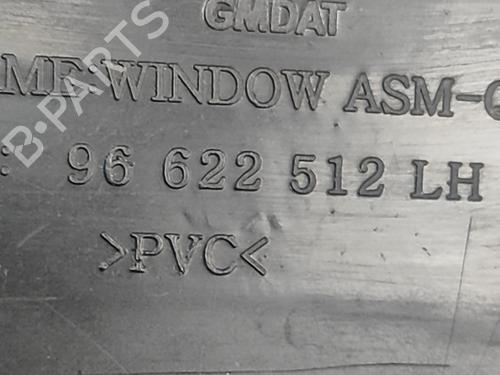 GMDAT
ME:WINDOW ASM-Q
: 96 622 512 LH
>PVC<
B-PARTS